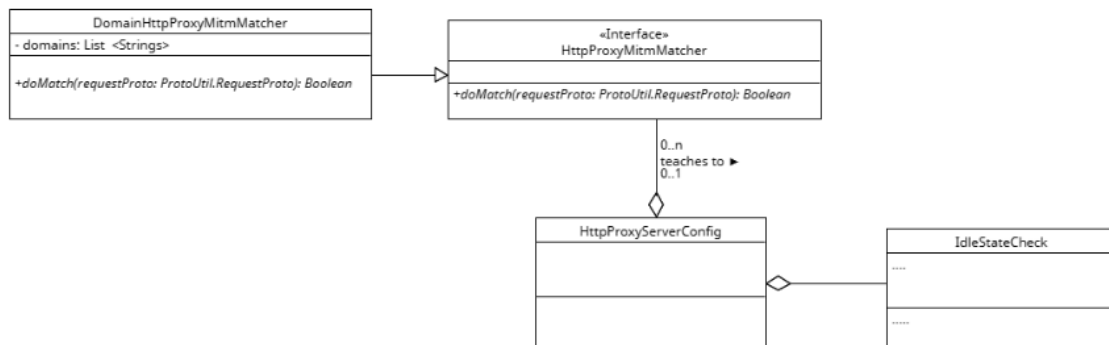 DomainHttpProxyMitmMatcher
- domains: List <Strings>
+doMatch(requestProto: ProtoUtil.RequestProto): Boolean
«Interface»
HttpProxyMitmMatcher
+doMatch(requestProto: ProtoUtil.RequestProto): Boolean
0..n
teaches to ►
0..1
HttpProxyServerConfig
IdleStateCheck
----
-----